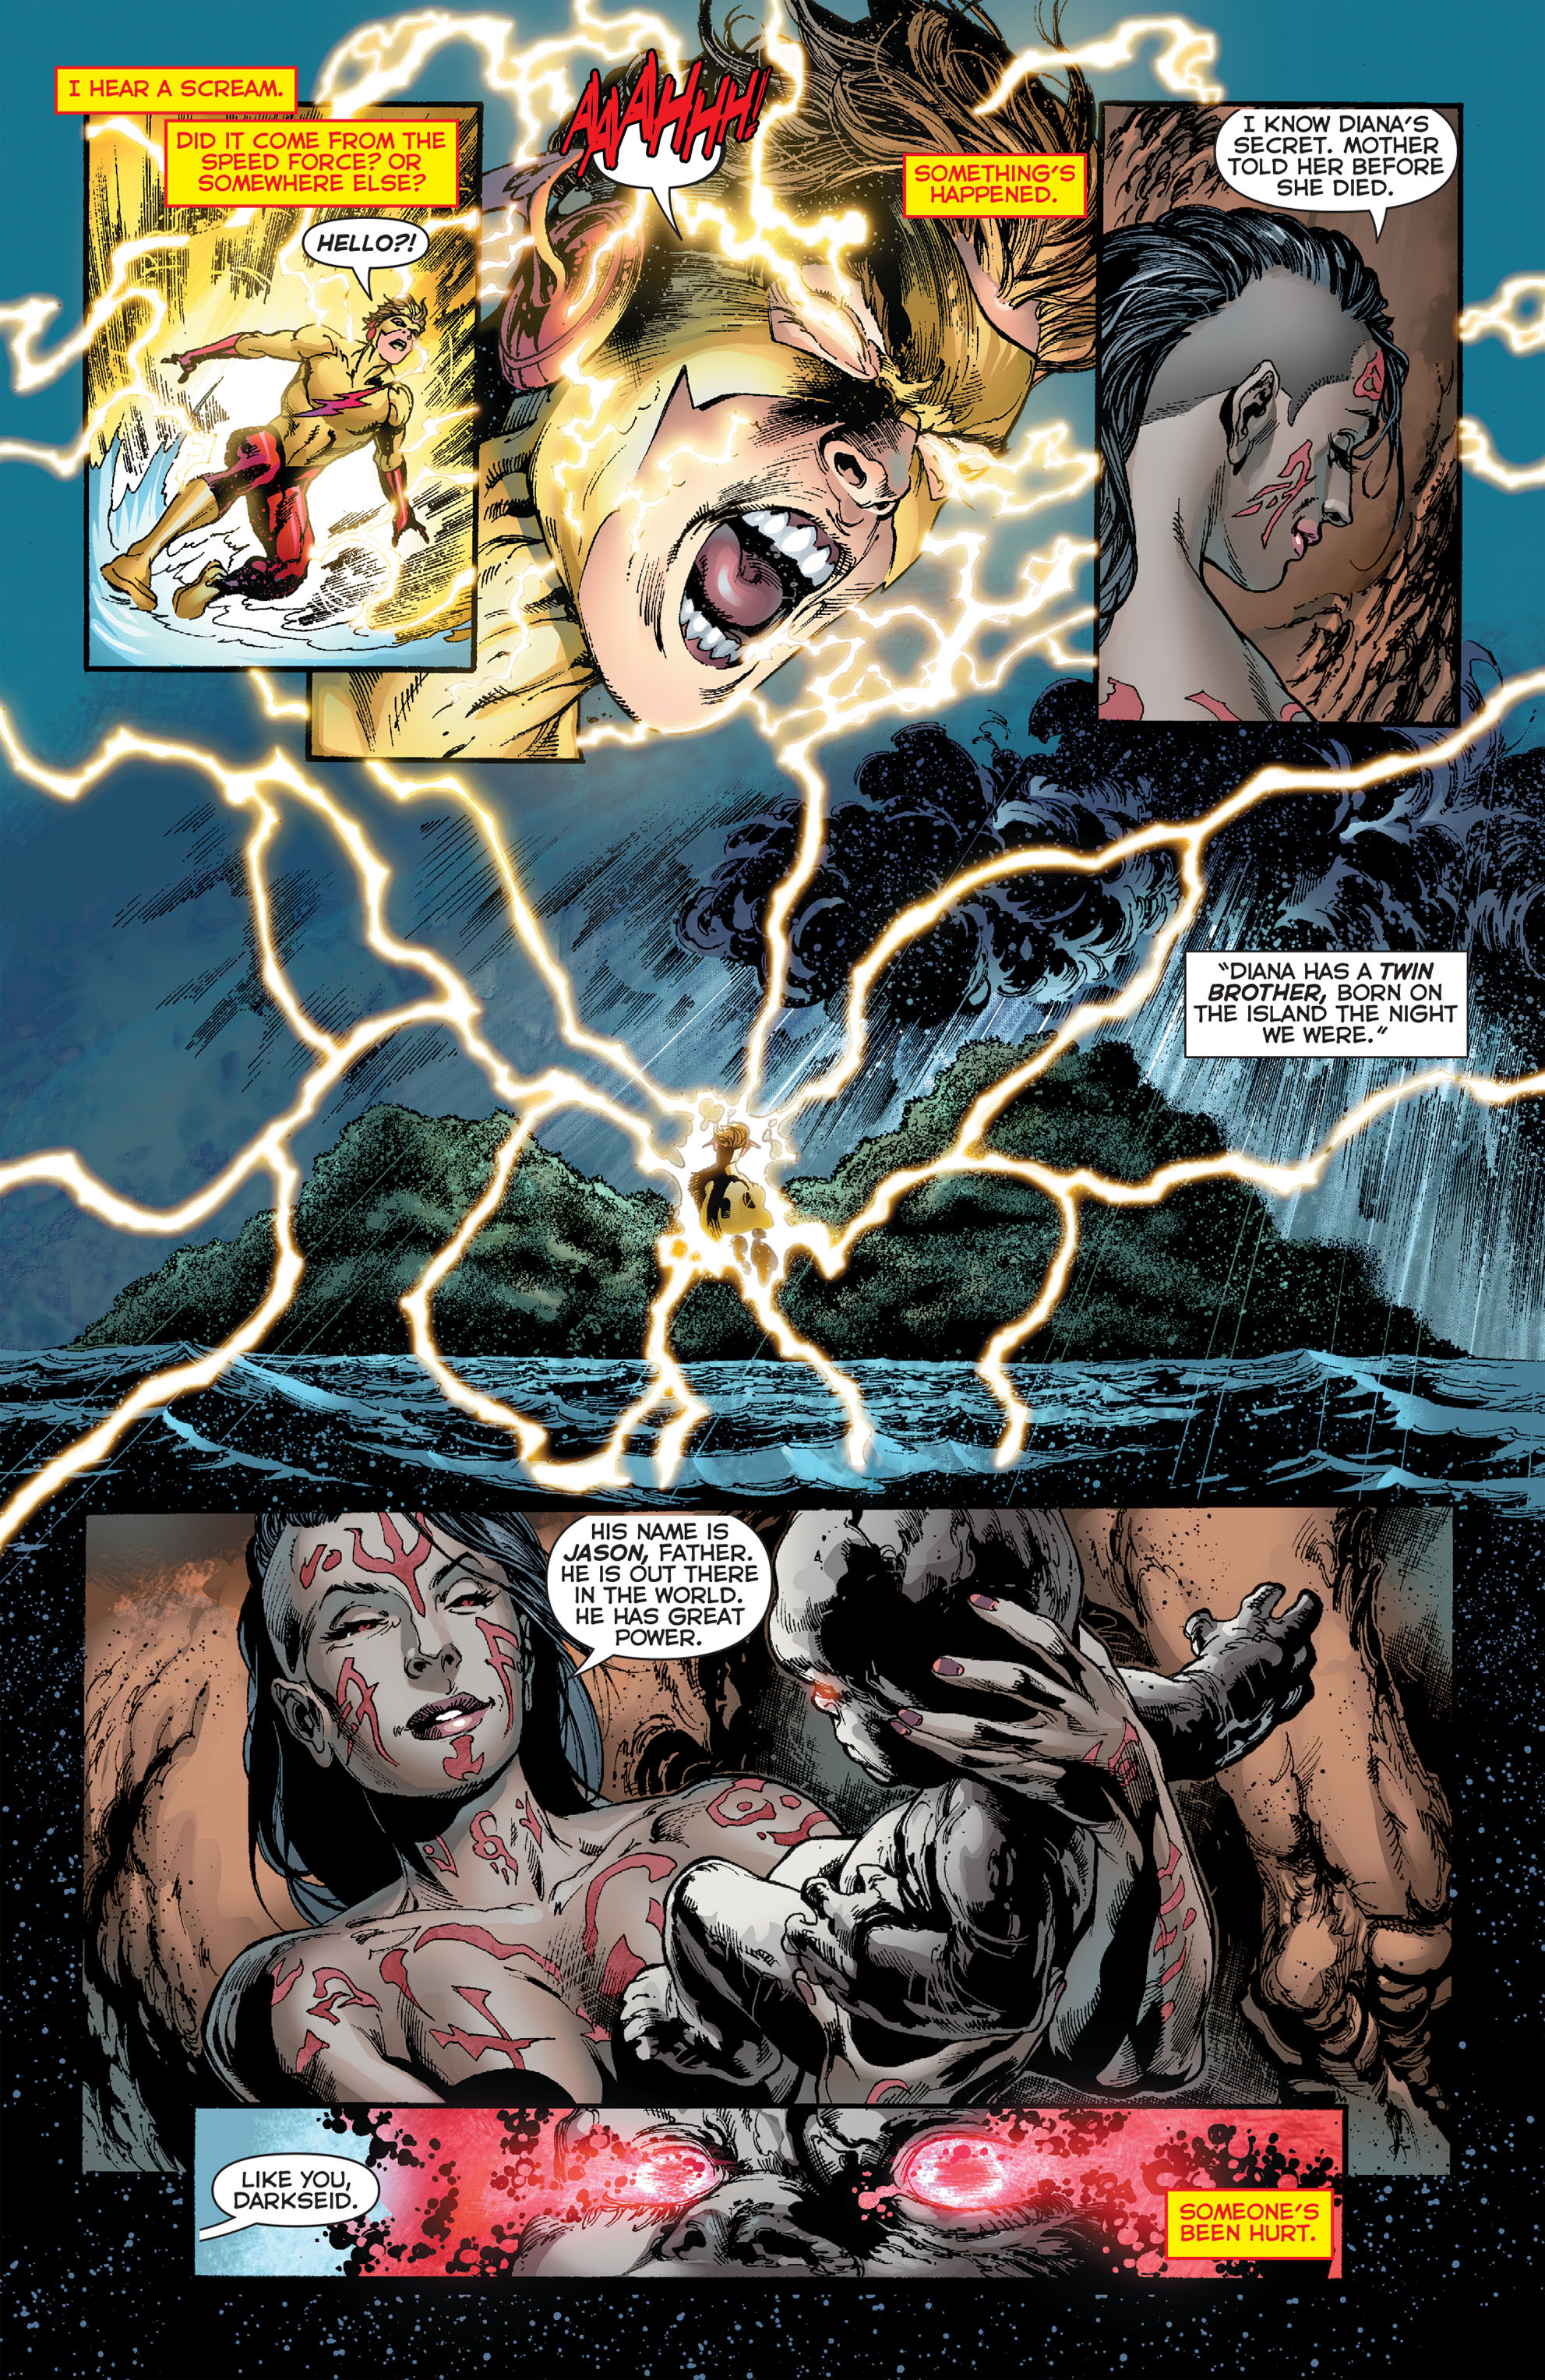 I HEAR A SCREAM.
DID IT COME FROM THE
SPEED FORCE? OR
SOMEWHERE ELSE?
HELLO?!
AAAAHHH!
SOMETHING'S
HAPPENED.
I KNOW DIANA'S
SECRET. MOTHER
TOLD HER BEFORE
SHE DIED.
"DIANA HAS A TWIN
BROTHER, BORN ON
THE ISLAND THE NIGHT
WE WERE."
HIS NAME IS
JASON, FATHER.
HE IS OUT THERE
IN THE WORLD.
HE HAS GREAT
POWER.
LIKE YOU,
DARKSEID.
SOMEONE'S
BEEN HURT.